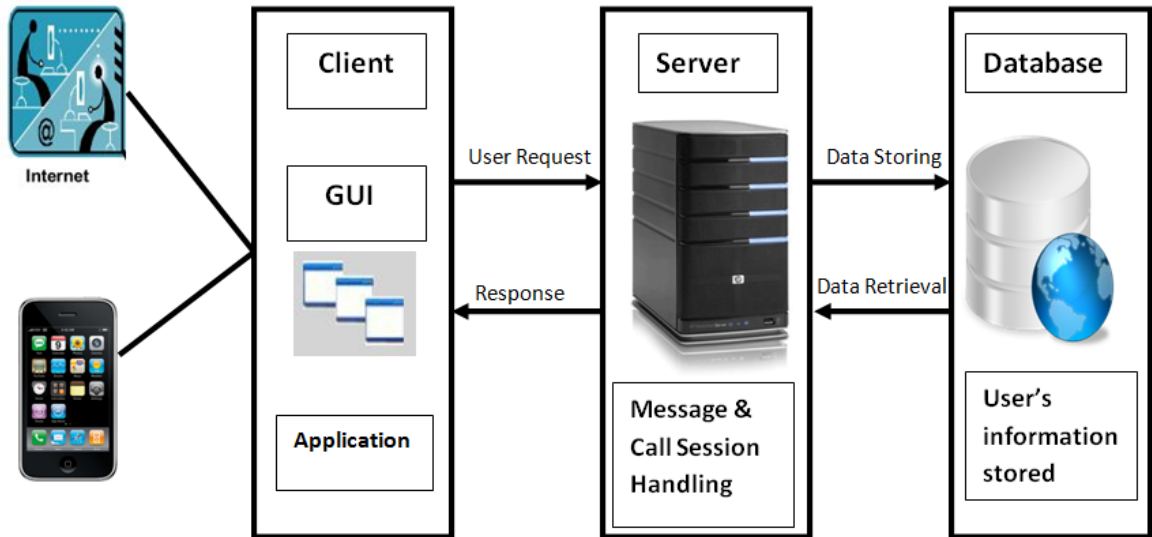 Internet
Client
GUI
Application
User Request
Response
Server
hp
Message &
Call Session
Handling
Data Storing
Data Retrieval
Database
User's
information
stored